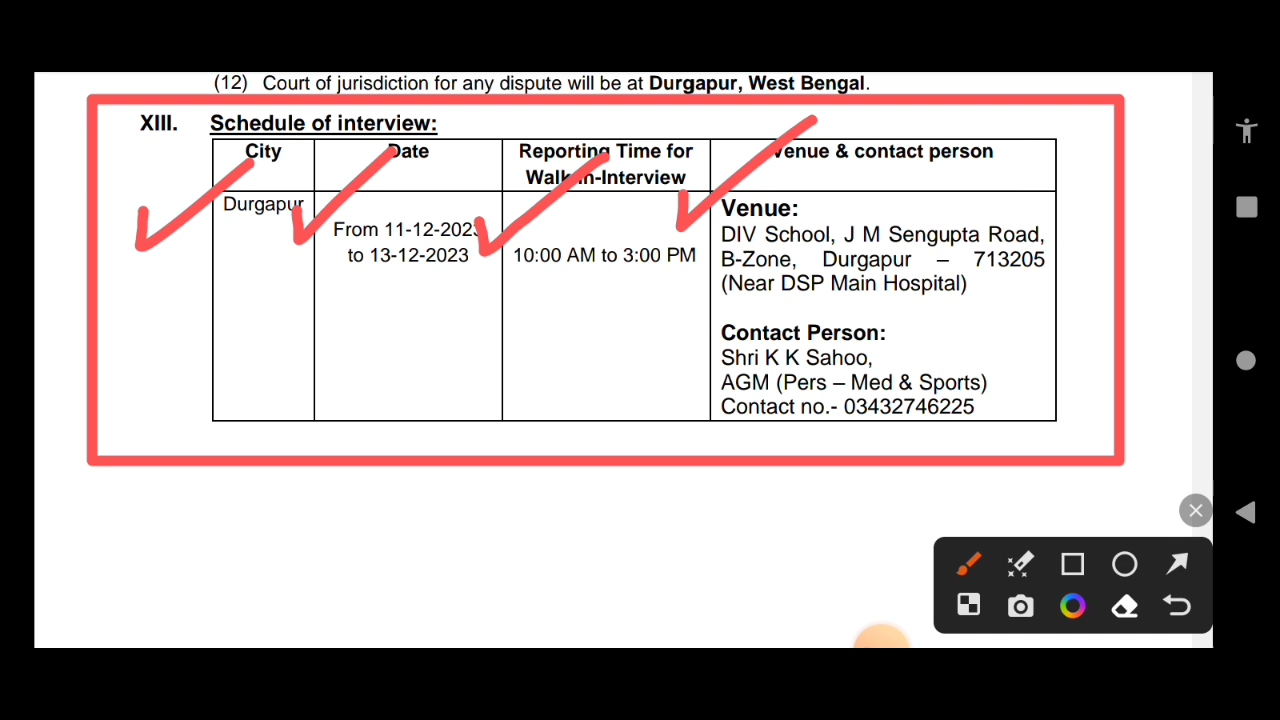 (12) Court of jurisdiction for any dispute will be at Durgapur, West Bengal.
XIII. Schedule of interview:
City Date Reporting Time for Walk-in-Interview Venue & contact person
Durgapur
From 11-12-2023
to 13-12-2023
10:00 AM to 3:00 PM
Venue:
DIV School, J M Sengupta Road,
B-Zone, Durgapur – 713205
(Near DSP Main Hospital)
Contact Person:
Shri K K Sahoo,
AGM (Pers – Med & Sports)
Contact no.- 03432746225